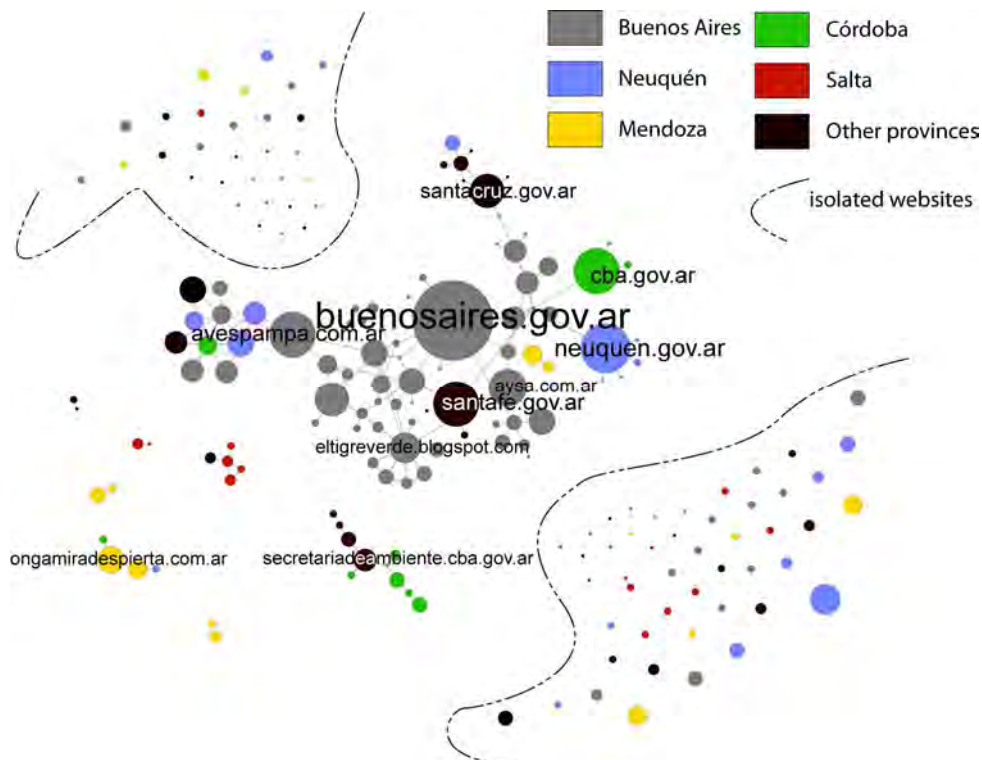 Buenos Aires
Córdoba
Neuquén
Salta
Mendoza
Other provinces
isolated websites
santacruz.gov.ar
cba.gov.ar
buenosaires.gov.ar
avespampa.com.ar
neuquen.gov.ar
aysa.com.ar
santafe.gov.ar
eltigreverde.blogspot.com
ongamiradespierta.com.ar
secretariadeambiente.cba.gov.ar